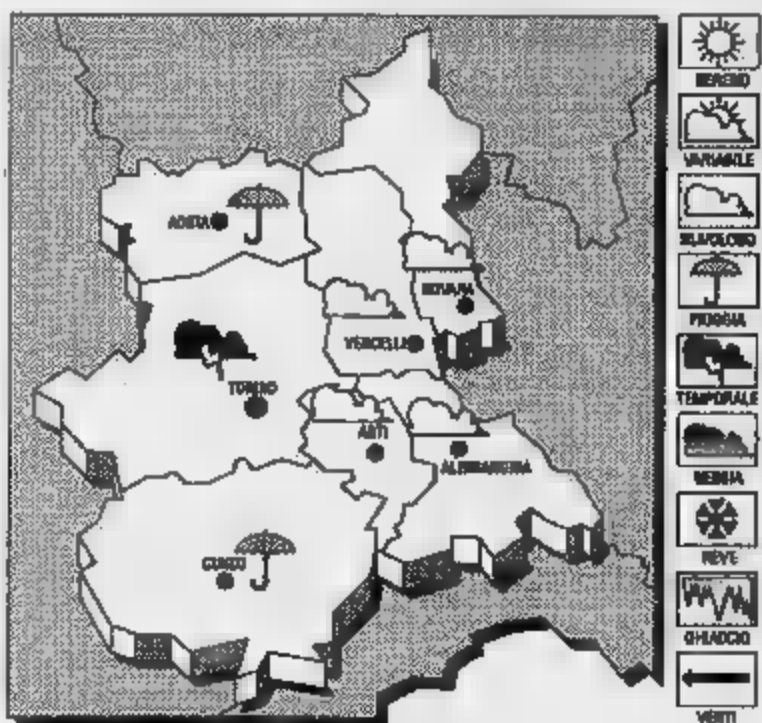 SERENO
VARIABILE
NUVOLOSO
PIOGGIA
TEMPORALE
NEBBIA
NEVE
GHIACCIO
VENTI
AOSTA
NOVARA
VERCELLI
TORINO
ASTI
ALESSANDRIA
CUNEO